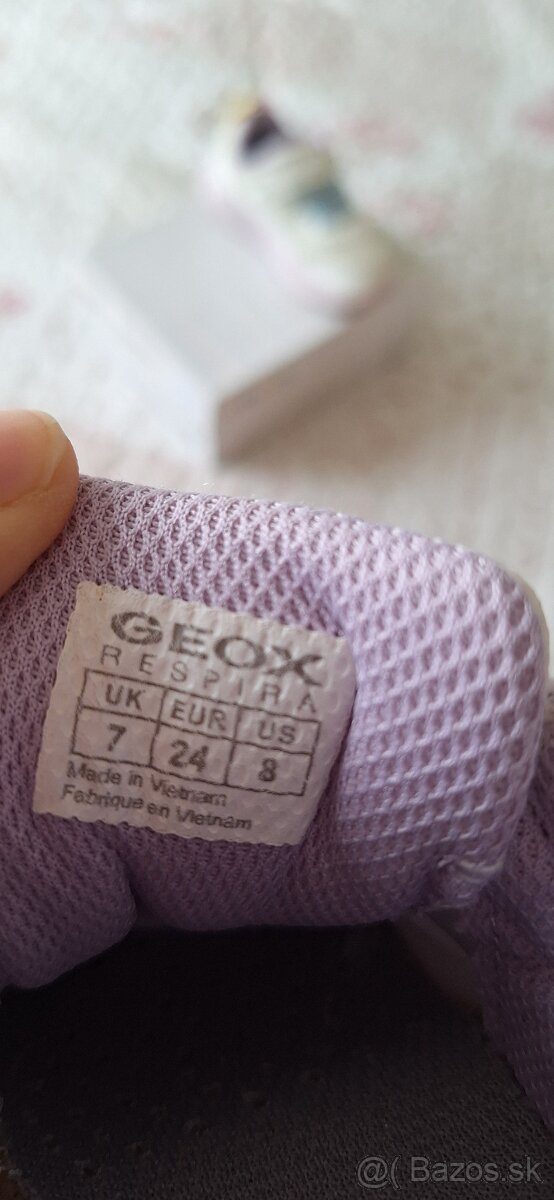 GEOX
RESPIRA
UK EUR US
7 24 8
Made in Vietnam
Fabriqué en Vietnam
@( Bazos.sk